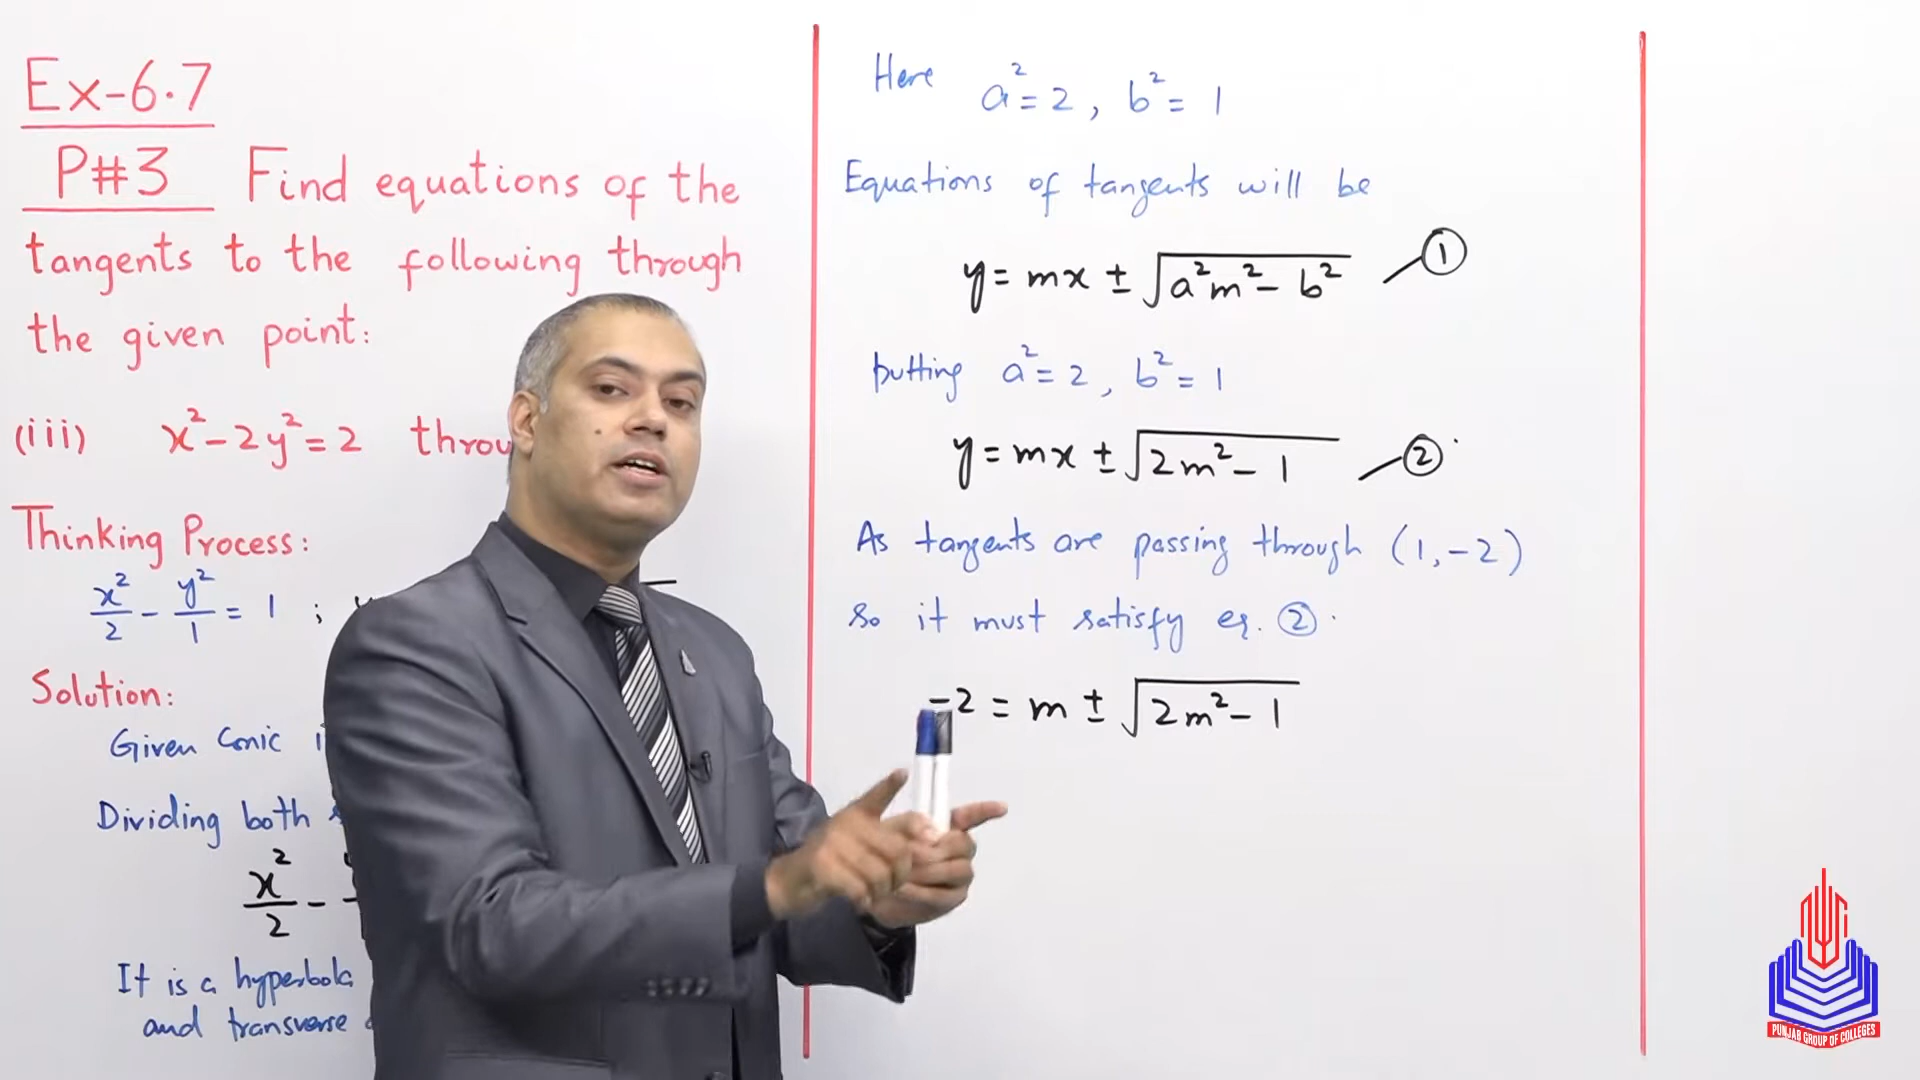 Ex-6.7
P#3 Find equations of the
tangents to the following through
the given point:
(iii) x²-2y²=2 throu
Thinking Process:
x²/2 - y²/1 = 1 ;
Solution:
Given Conic i
Dividing both
x²/2 -
It is a hyperbola
and transverse
Here a²=2, b²=1
Equations of tangents will be
y = mx ± √(a²m² - b²) ①
putting a²=2, b²=1
y = mx ± √(2m² - 1) ②
As tangents are passing through (1,-2)
So it must satisfy eq. ②.
-2 = m ± √(2m² - 1)
PUNJAB GROUP OF COLLEGES